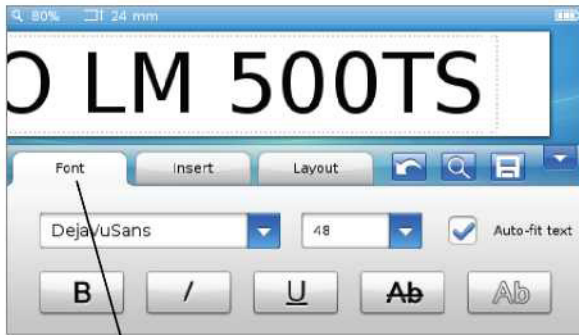 80% 24 mm
O LM 500TS
Font Insert Layout
DejaVuSans 48 Auto-fit text
B I U Ab Ab